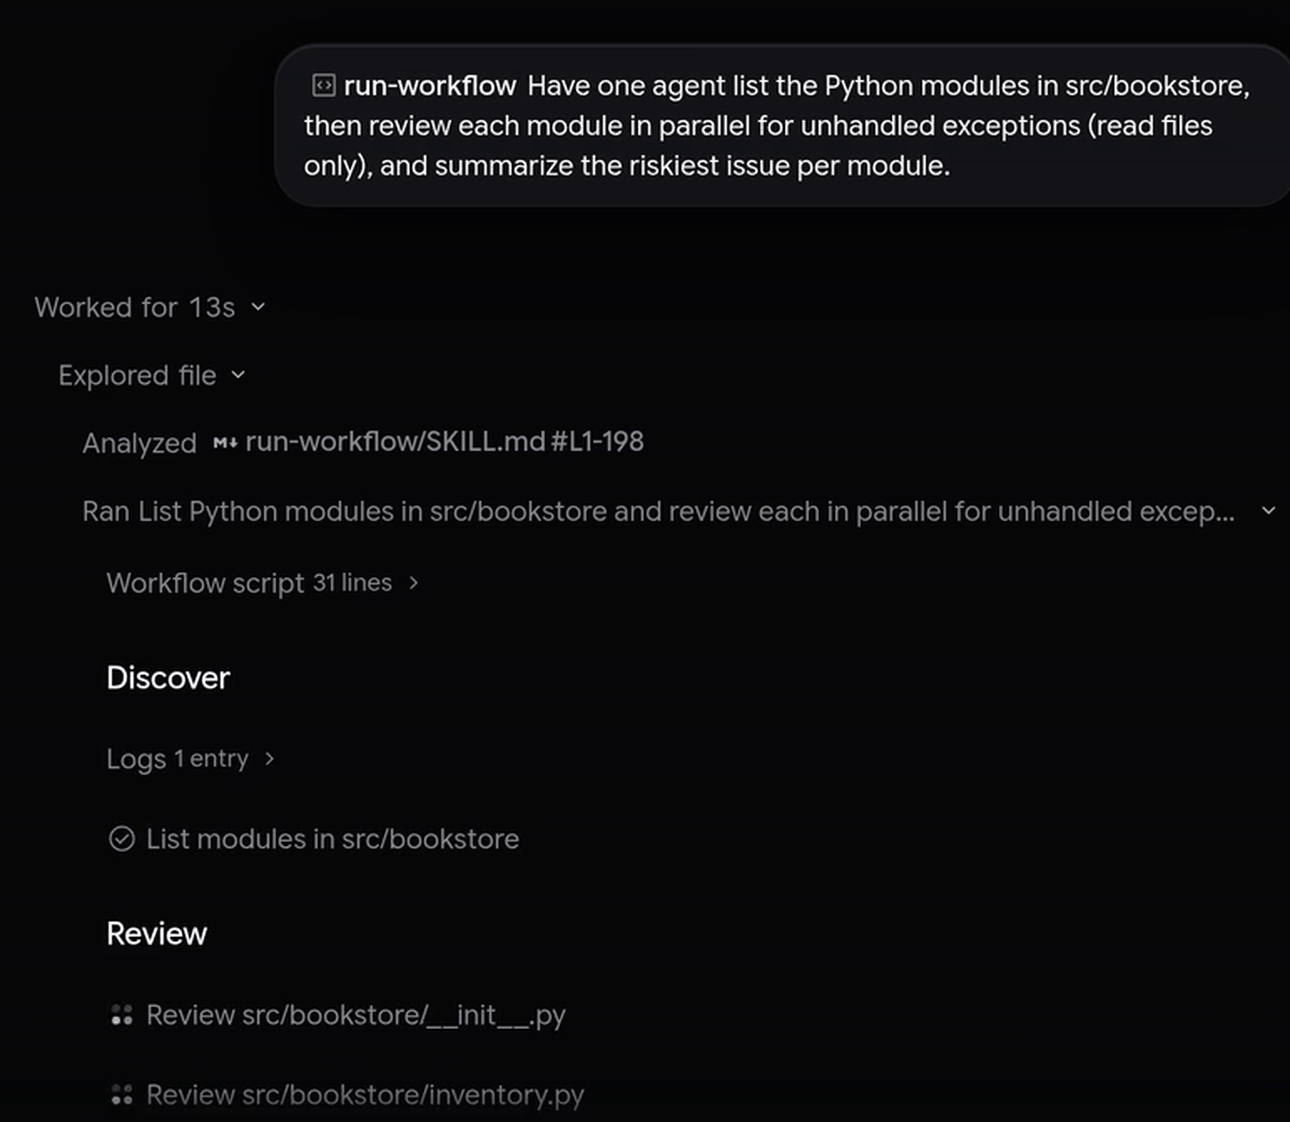 run-workflow Have one agent list the Python modules in src/bookstore,
then review each module in parallel for unhandled exceptions (read files
only), and summarize the riskiest issue per module.
Worked for 13s
Explored file
Analyzed M↓ run-workflow/SKILL.md #L1-198
Ran List Python modules in src/bookstore and review each in parallel for unhandled excep...
Workflow script 31 lines
Discover
Logs 1 entry
List modules in src/bookstore
Review
Review src/bookstore/__init__.py
Review src/bookstore/inventory.py